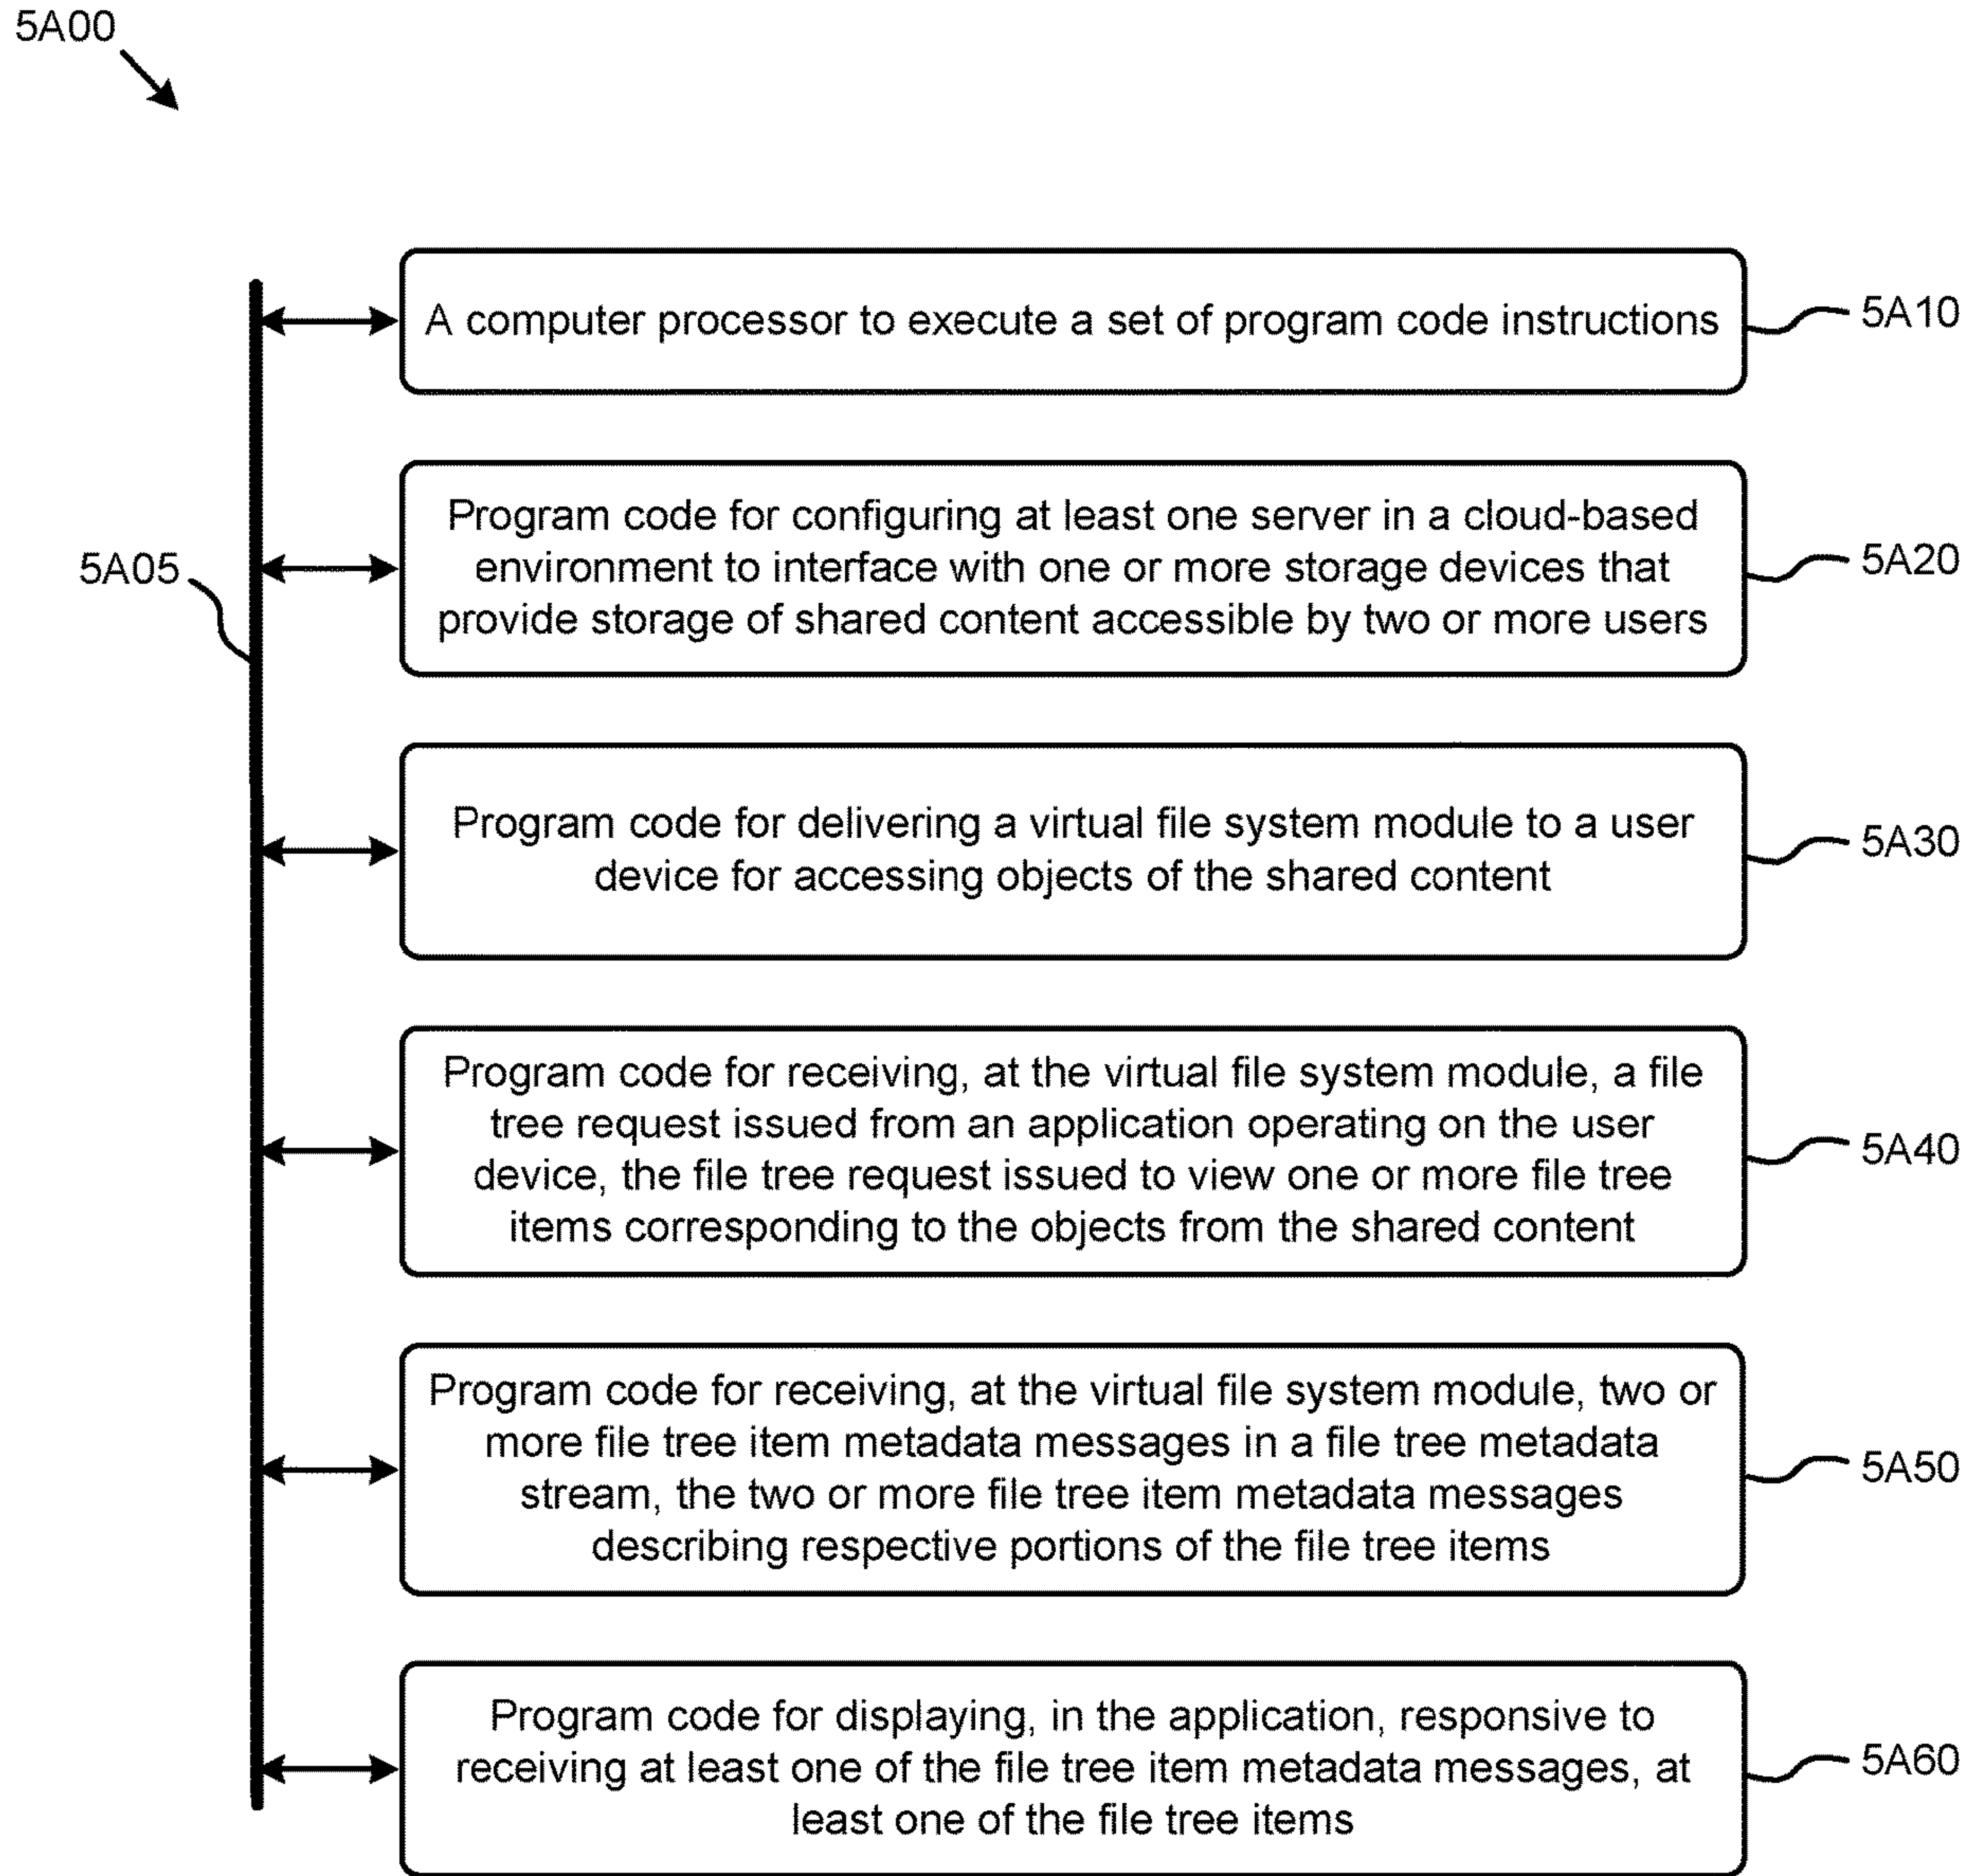 5A00
A computer processor to execute a set of program code instructions
5A10
Program code for configuring at least one server in a cloud-based
environment to interface with one or more storage devices that
provide storage of shared content accessible by two or more users
5A20
5A05
Program code for delivering a virtual file system module to a user
device for accessing objects of the shared content
5A30
Program code for receiving, at the virtual file system module, a file
tree request issued from an application operating on the user
device, the file tree request issued to view one or more file tree
items corresponding to the objects from the shared content
5A40
Program code for receiving, at the virtual file system module, two or
more file tree item metadata messages in a file tree metadata
stream, the two or more file tree item metadata messages
describing respective portions of the file tree items
5A50
Program code for displaying, in the application, responsive to
receiving at least one of the file tree item metadata messages, at
least one of the file tree items
5A60